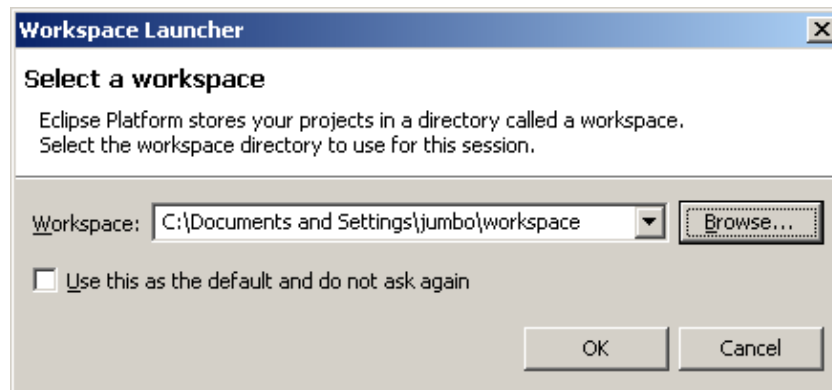 Workspace Launcher
Select a workspace
Eclipse Platform stores your projects in a directory called a workspace.
Select the workspace directory to use for this session.
Workspace: C:\Documents and Settings\jumbo\workspace Browse...
Use this as the default and do not ask again
OK Cancel